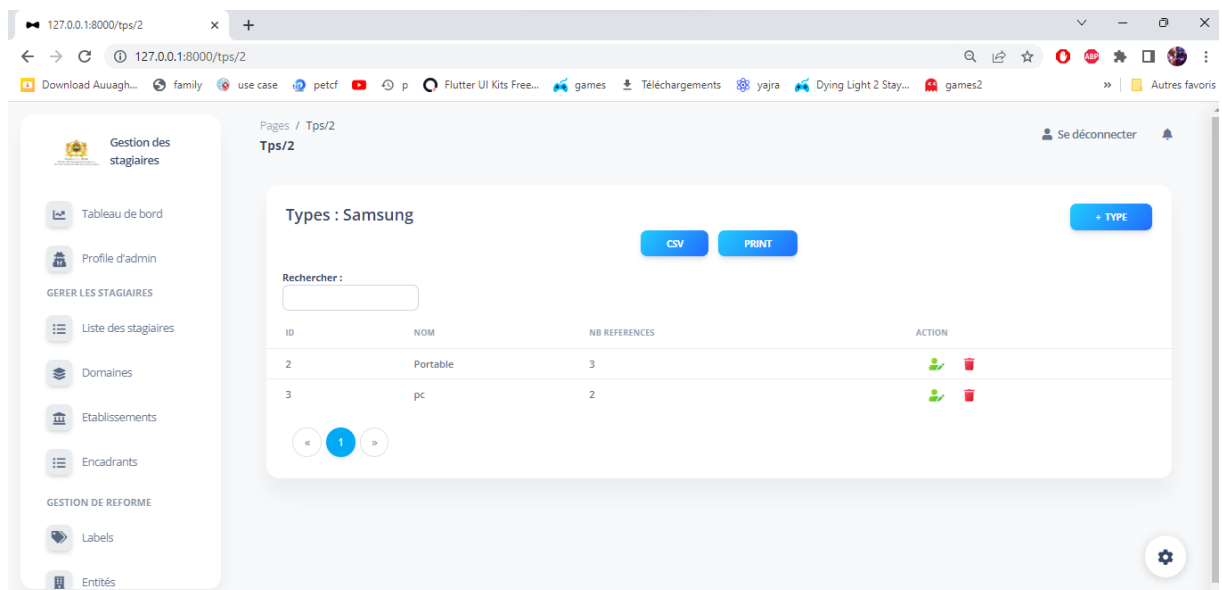 127.0.0.1:8000/tps/2
127.0.0.1:8000/tps/2
ABP
Download Auuagh... family use case petcf p Flutter UI Kits Free... games Téléchargements yajra Dying Light 2 Stay... games2 » Autres favoris
Gestion des
stagiaires
Pages / Tps/2
Tps/2
Se déconnecter
Tableau de bord
Profile d'admin
GERER LES STAGIAIRES
Liste des stagiaires
Domaines
Etablissements
Encadrants
GESTION DE REFORME
Labels
Entités
Types : Samsung
+ TYPE
CSV PRINT
Rechercher :
ID NOM NB REFERENCES ACTION
2 Portable 3
3 pc 2
« 1 »